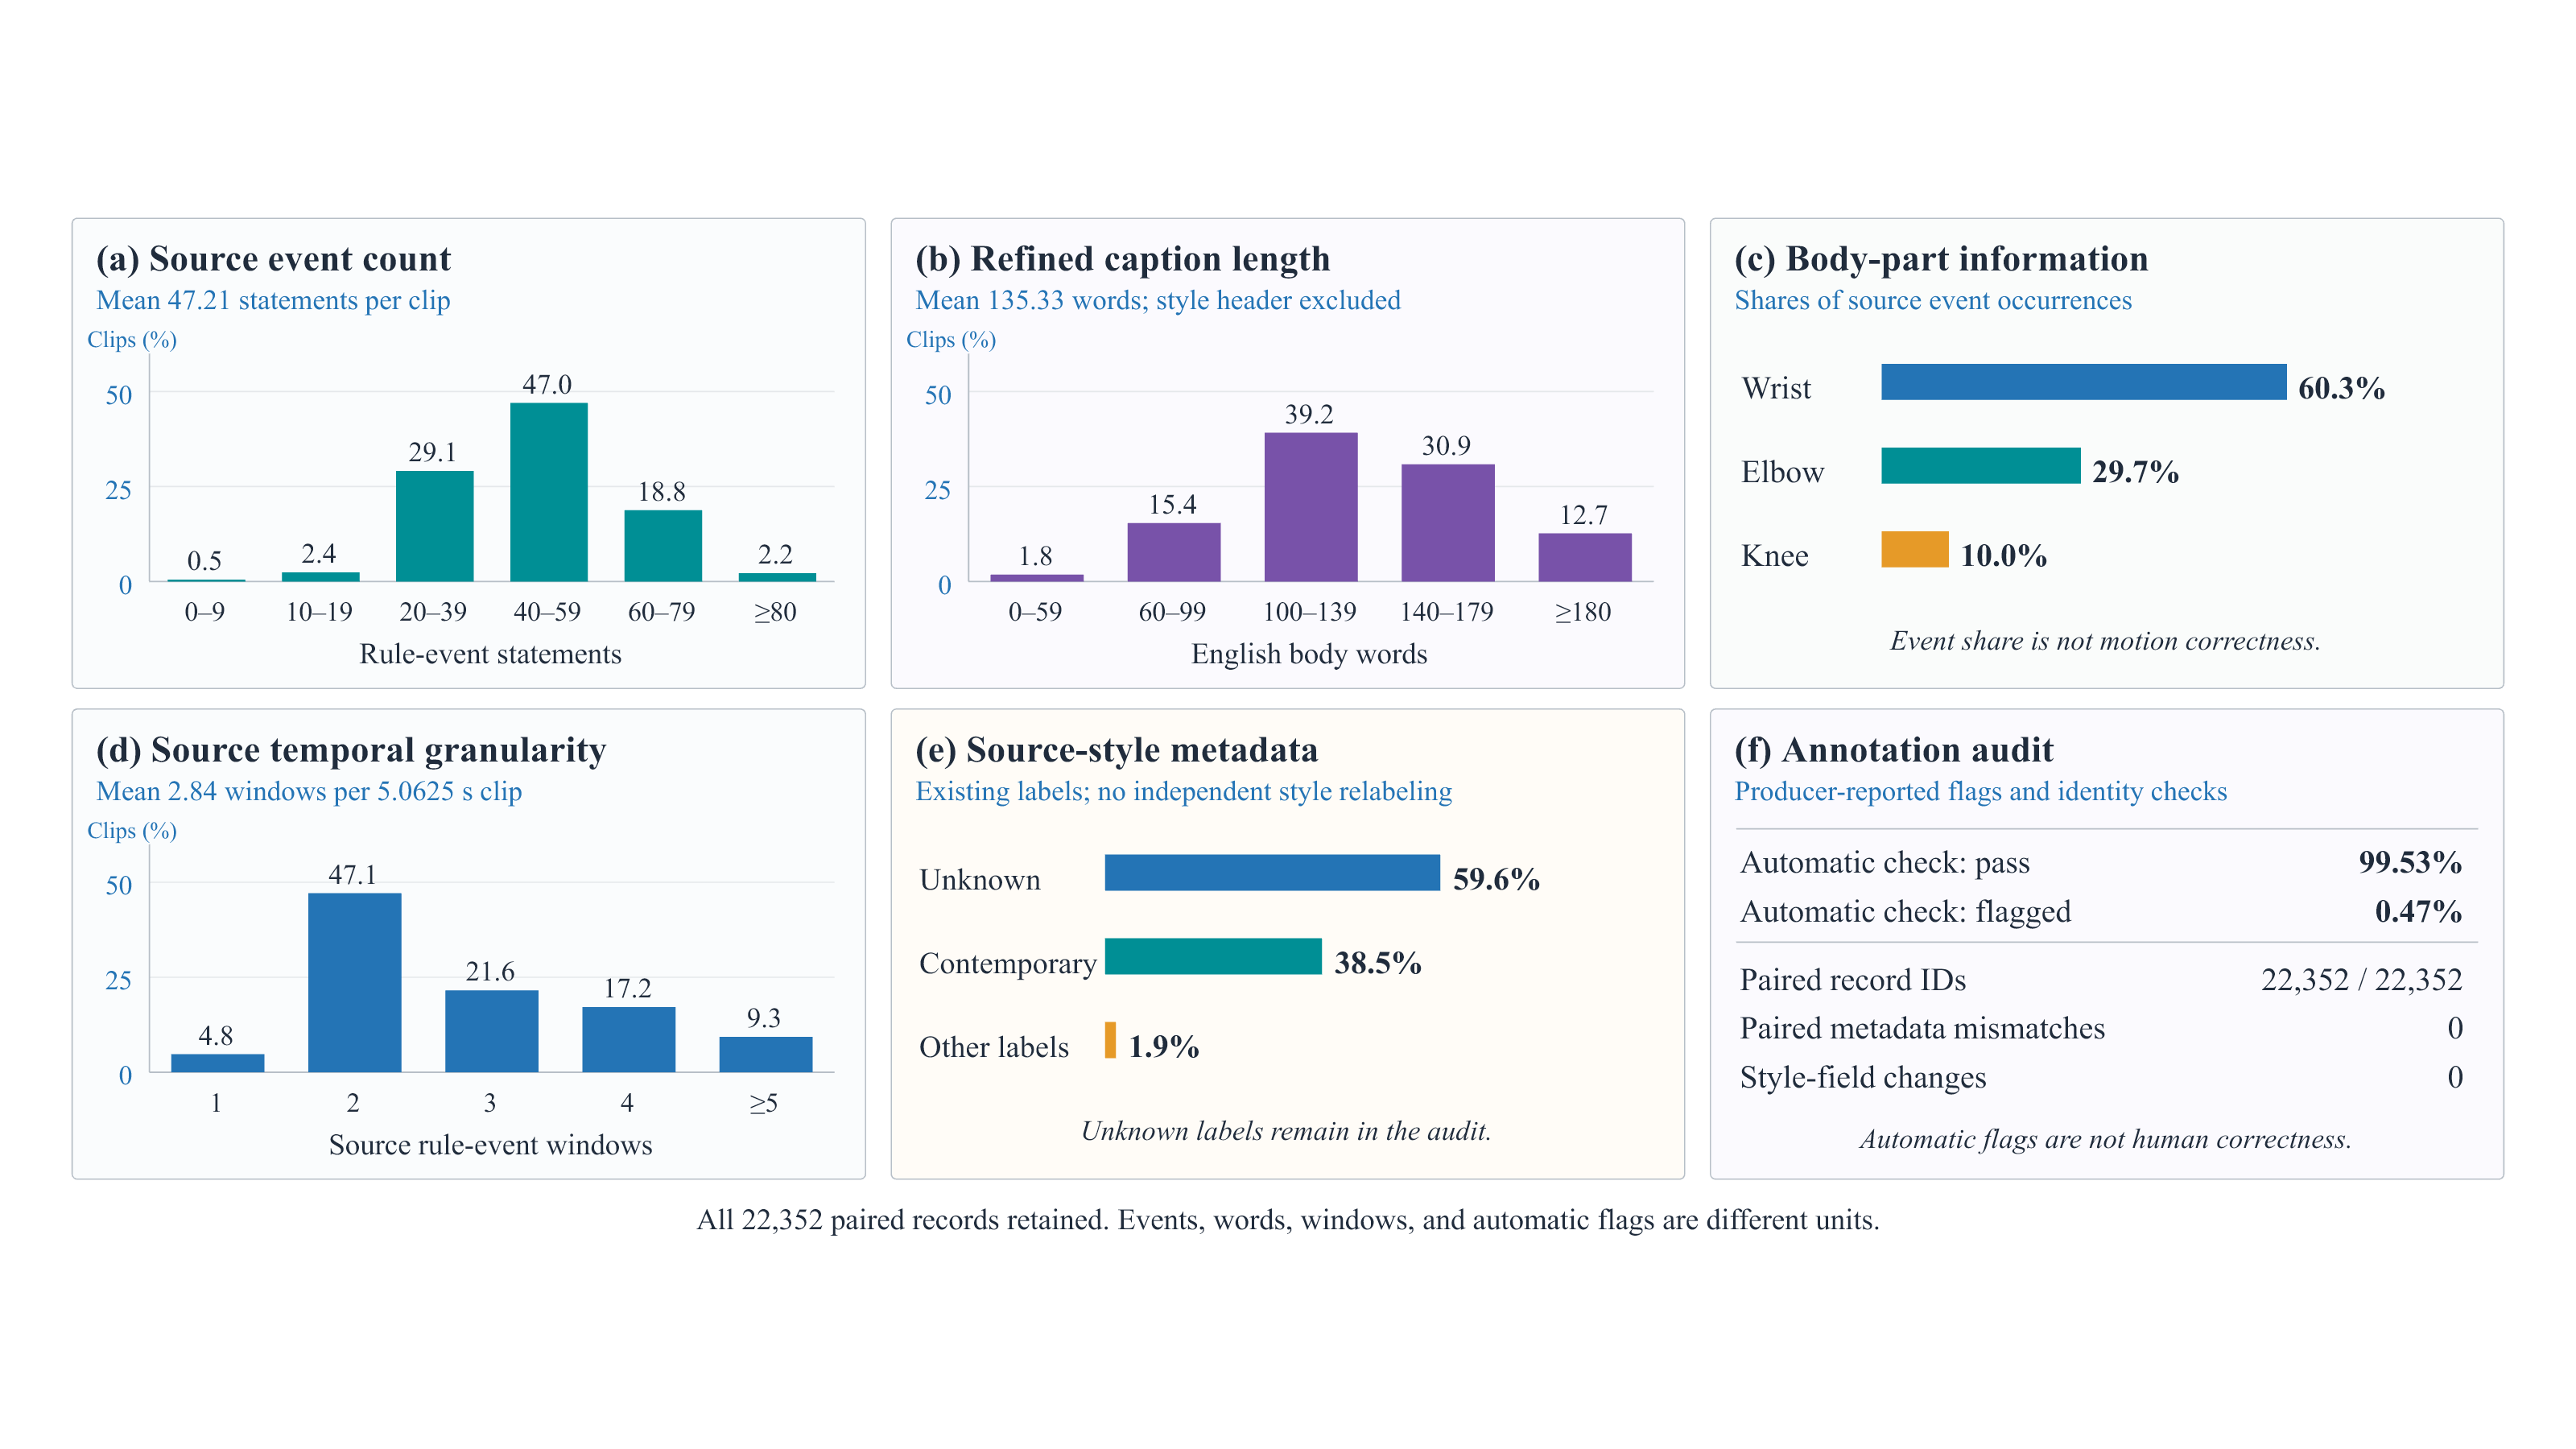 (a) Source event count
Mean 47.21 statements per clip
Clips (%)
50
25
0
0.5
2.4
29.1
47.0
18.8
2.2
0–9
10–19
20–39
40–59
60–79
≥80
Rule-event statements
(b) Refined caption length
Mean 135.33 words; style header excluded
Clips (%)
50
25
0
1.8
15.4
39.2
30.9
12.7
0–59
60–99
100–139
140–179
≥180
English body words
(c) Body-part information
Shares of source event occurrences
Wrist 60.3%
Elbow 29.7%
Knee 10.0%
Event share is not motion correctness.
(d) Source temporal granularity
Mean 2.84 windows per 5.0625 s clip
Clips (%)
50
25
0
4.8
47.1
21.6
17.2
9.3
1
2
3
4
≥5
Source rule-event windows
(e) Source-style metadata
Existing labels; no independent style relabeling
Unknown 59.6%
Contemporary 38.5%
Other labels 1.9%
Unknown labels remain in the audit.
(f) Annotation audit
Producer-reported flags and identity checks
Automatic check: pass 99.53%
Automatic check: flagged 0.47%
Paired record IDs 22,352 / 22,352
Paired metadata mismatches 0
Style-field changes 0
Automatic flags are not human correctness.
All 22,352 paired records retained. Events, words, windows, and automatic flags are different units.